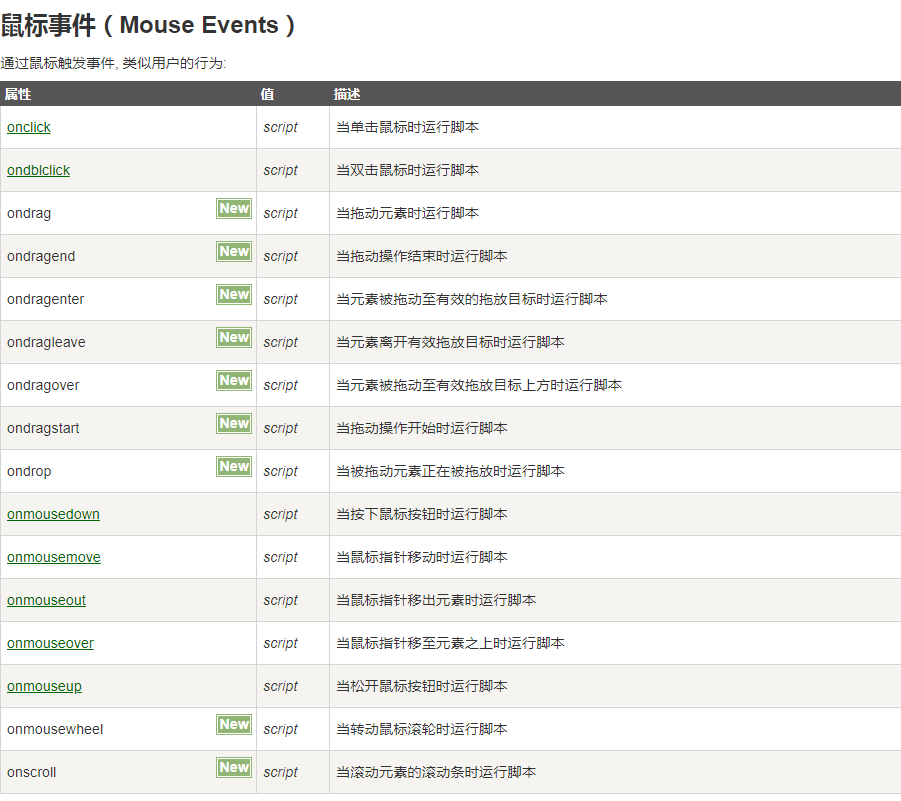 鼠标事件 ( Mouse Events )
通过鼠标触发事件, 类似用户的行为:
属性 值 描述
onclick script 当单击鼠标时运行脚本
ondblclick script 当双击鼠标时运行脚本
ondrag New script 当拖动元素时运行脚本
ondragend New script 当拖动操作结束时运行脚本
ondragenter New script 当元素被拖动至有效的拖放目标时运行脚本
ondragleave New script 当元素离开有效拖放目标时运行脚本
ondragover New script 当元素被拖动至有效拖放目标上方时运行脚本
ondragstart New script 当拖动操作开始时运行脚本
ondrop New script 当被拖动元素正在被拖放时运行脚本
onmousedown script 当按下鼠标按钮时运行脚本
onmousemove script 当鼠标指针移动时运行脚本
onmouseout script 当鼠标指针移出元素时运行脚本
onmouseover script 当鼠标指针移至元素之上时运行脚本
onmouseup script 当松开鼠标按钮时运行脚本
onmousewheel New script 当转动鼠标滚轮时运行脚本
onscroll New script 当滚动元素的滚动条时运行脚本